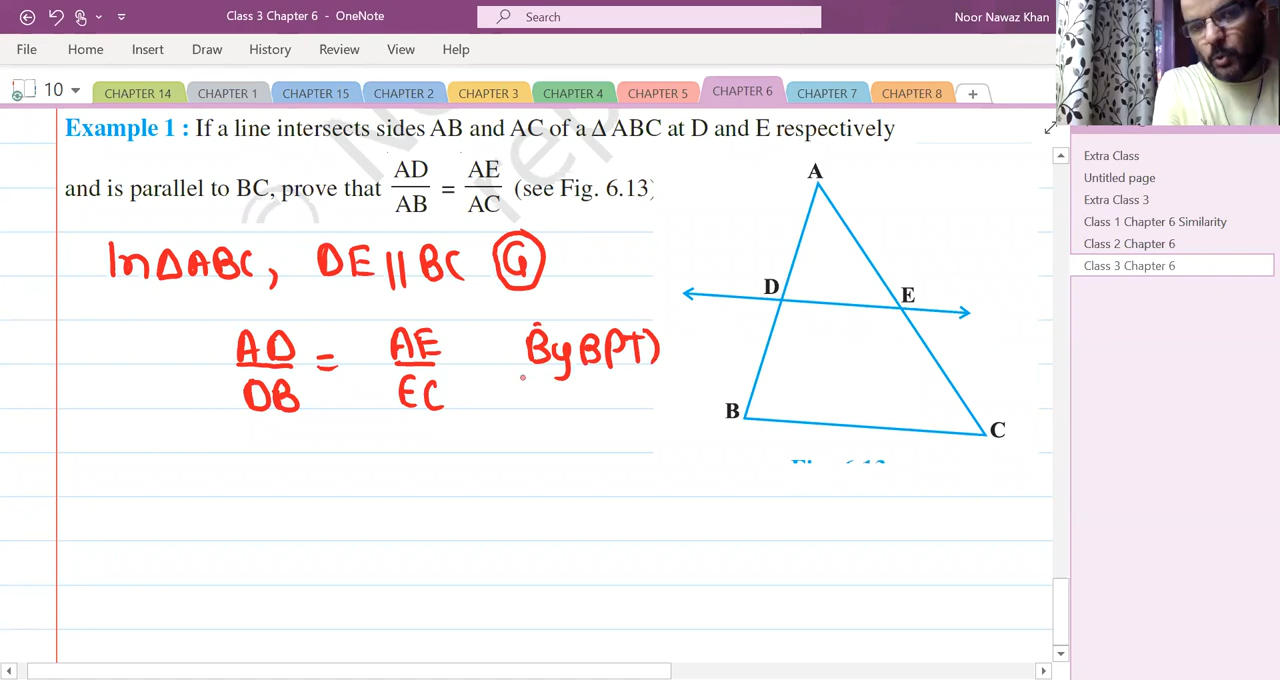 Class 3 Chapter 6 - OneNote
Search
Noor Nawaz Khan
File Home Insert Draw History Review View Help
10 CHAPTER 14 CHAPTER 1 CHAPTER 15 CHAPTER 2 CHAPTER 3 CHAPTER 4 CHAPTER 5 CHAPTER 6 CHAPTER 7 CHAPTER 8 +
Example 1 : If a line intersects sides AB and AC of a Δ ABC at D and E respectively
and is parallel to BC, prove that AD/AB = AE/AC (see Fig. 6.13)
In Δ ABC, DE || BC G
AD/DB = AE/EC By BPT)
A
D
E
B
C
Extra Class
Untitled page
Extra Class 3
Class 1 Chapter 6 Similarity
Class 2 Chapter 6
Class 3 Chapter 6